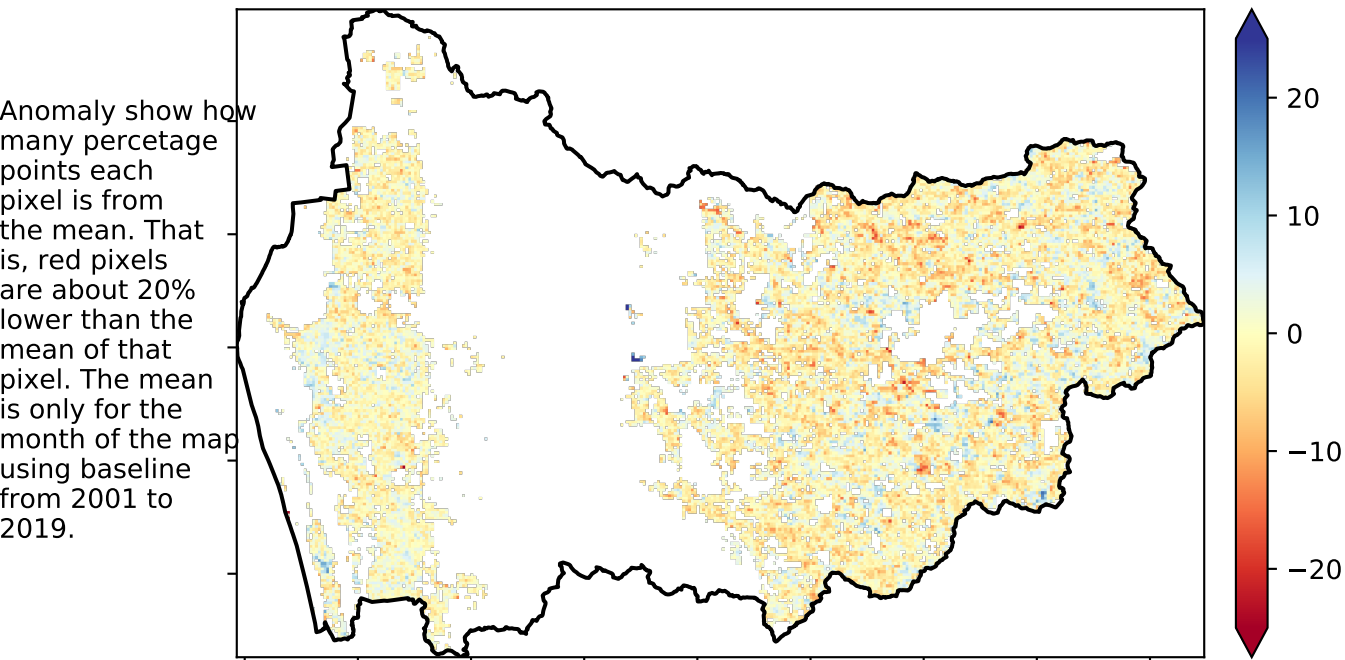 Anomaly show how
many percetage
points each
pixel is from
the mean. That
is, red pixels
are about 20%
lower than the
mean of that
pixel. The mean
is only for the
month of the map
using baseline
from 2001 to
2019.
20
10
0
−10
−20